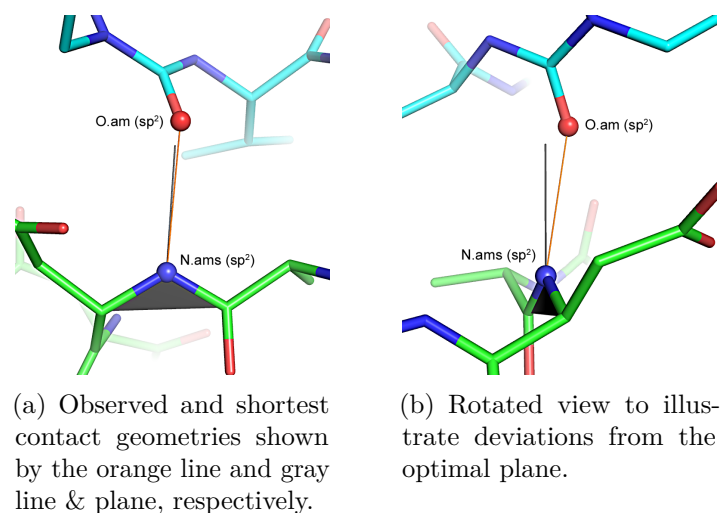 O.am (sp²)
N.ams (sp²)
(a) Observed and shortest
contact geometries shown
by the orange line and gray
line & plane, respectively.
O.am (sp²)
N.ams (sp²)
(b) Rotated view to illus-
trate deviations from the
optimal plane.